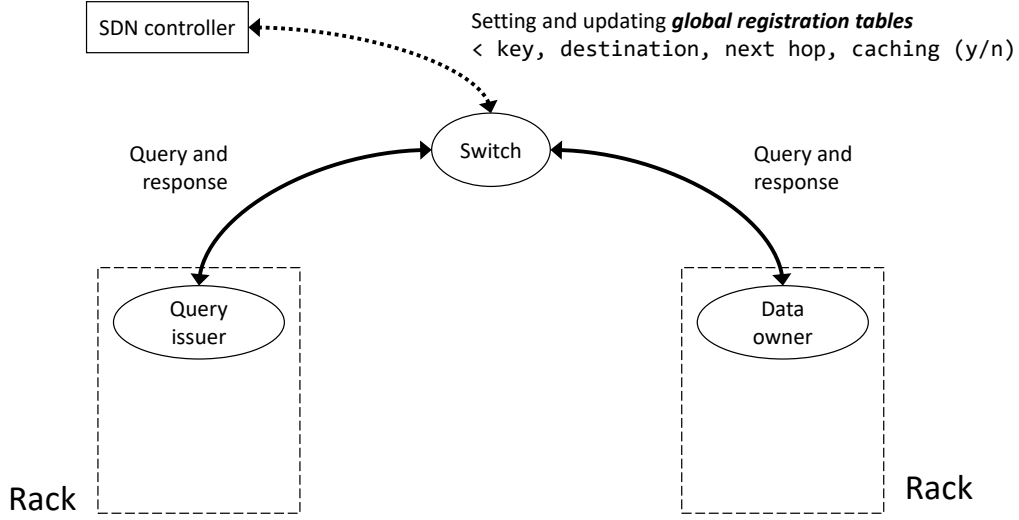 SDN controller
Setting and updating global registration tables
< key, destination, next hop, caching (y/n)
Switch
Query and
response
Query and
response
Query
issuer
Data
owner
Rack
Rack